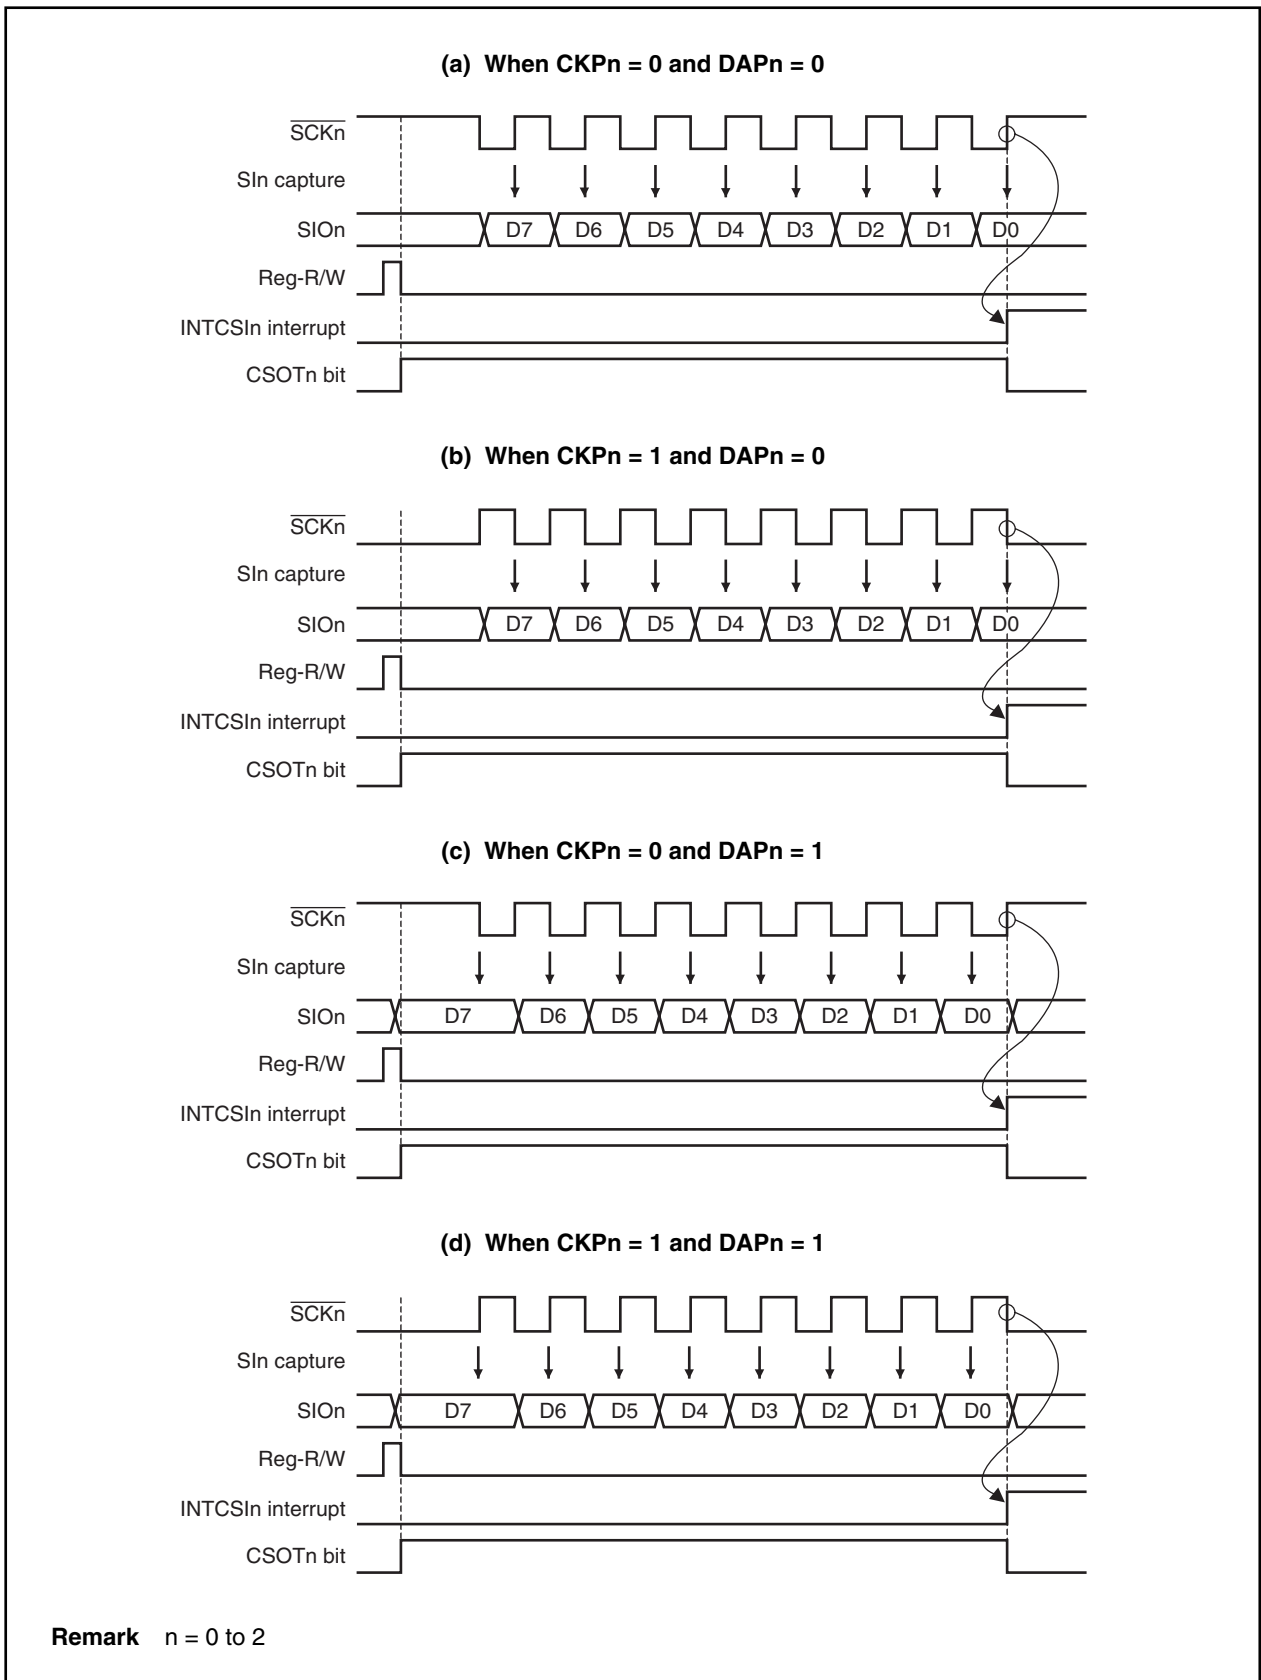 (a) When CKPn = 0 and DAPn = 0
SCKn
SIn capture
SIOn D7 D6 D5 D4 D3 D2 D1 D0
Reg-R/W
INTCSIn interrupt
CSOTn bit
(b) When CKPn = 1 and DAPn = 0
SCKn
SIn capture
SIOn D7 D6 D5 D4 D3 D2 D1 D0
Reg-R/W
INTCSIn interrupt
CSOTn bit
(c) When CKPn = 0 and DAPn = 1
SCKn
SIn capture
SIOn D7 D6 D5 D4 D3 D2 D1 D0
Reg-R/W
INTCSIn interrupt
CSOTn bit
(d) When CKPn = 1 and DAPn = 1
SCKn
SIn capture
SIOn D7 D6 D5 D4 D3 D2 D1 D0
Reg-R/W
INTCSIn interrupt
CSOTn bit
Remark n = 0 to 2